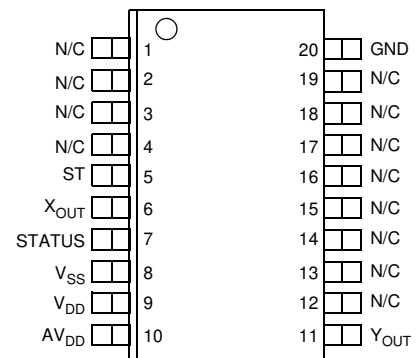 N/C 1 20 GND
N/C 2 19 N/C
N/C 3 18 N/C
N/C 4 17 N/C
ST 5 16 N/C
XOUT 6 15 N/C
STATUS 7 14 N/C
VSS 8 13 N/C
VDD 9 12 N/C
AVDD 10 11 YOUT